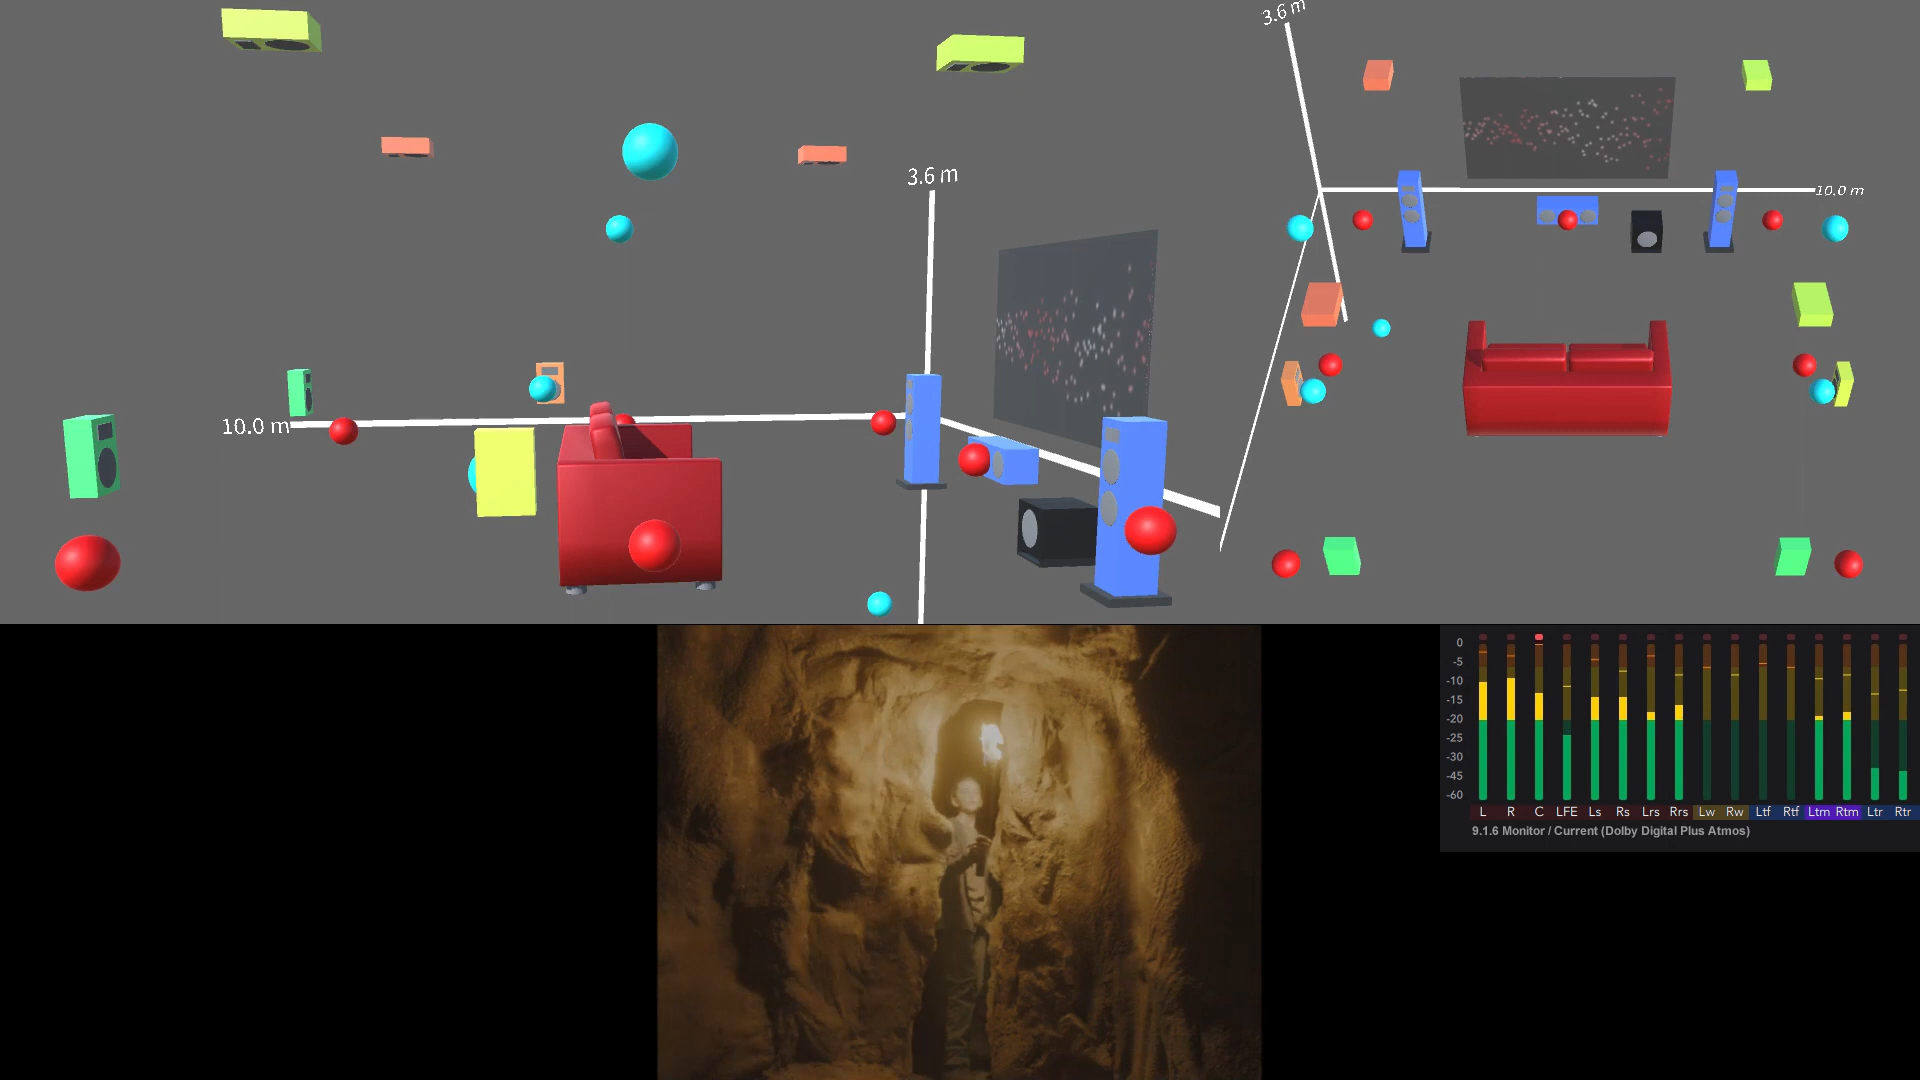 3.6 m
3.6 m
10.0 m
10.0 m
0
-5
-10
-15
-20
-25
-30
-45
-60
L R C LFE Ls Rs Lrs Rrs Lw Rw Ltf Rtf Ltm Rtm Ltr Rtr
9.1.6 Monitor / Current (Dolby Digital Plus Atmos)